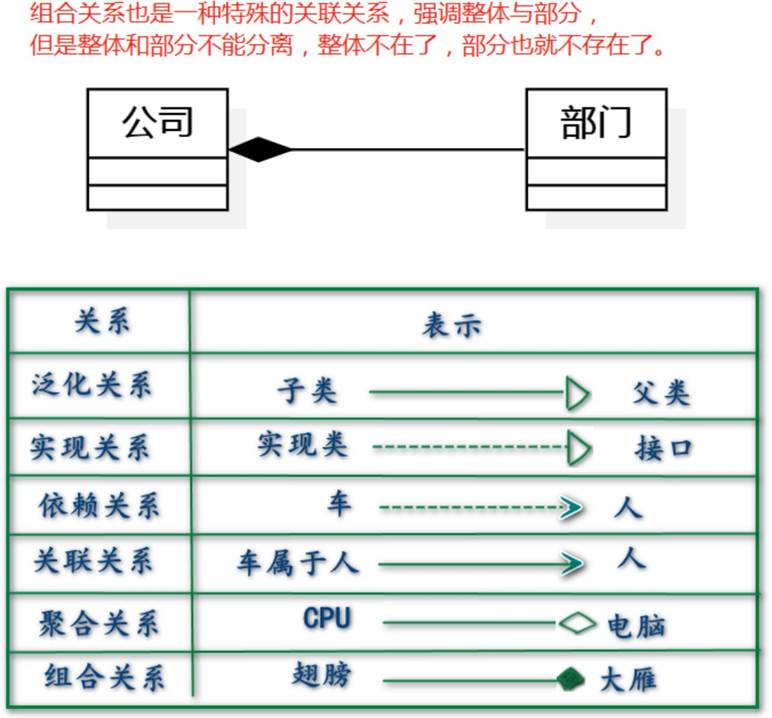 组合关系也是一种特殊的关联关系，强调整体与部分，
但是整体和部分不能分离，整体不在了，部分也就不存在了。
公司 部门
关系 表示
泛化关系 子类 父类
实现关系 实现类 接口
依赖关系 车 人
关联关系 车属于人 人
聚合关系 CPU 电脑
组合关系 翅膀 大雁